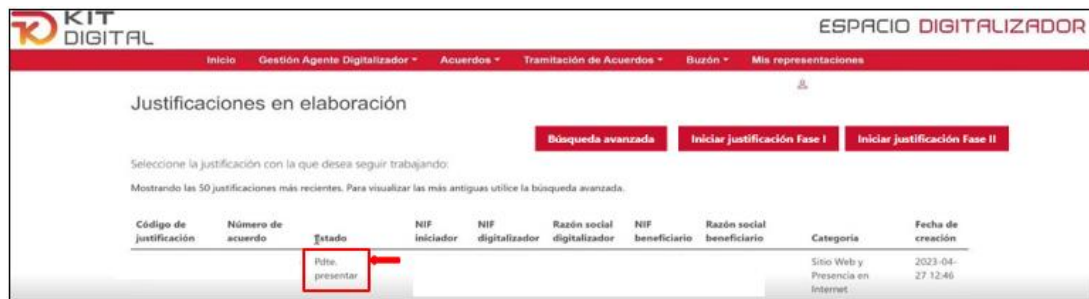 KIT
DIGITAL
ESPACIO DIGITALIZADOR
Inicio Gestión Agente Digitalizador Acuerdos Tramitación de Acuerdos Buzón Mis representaciones
Justificaciones en elaboración
Búsqueda avanzada Iniciar justificación Fase I Iniciar justificación Fase II
Seleccione la justificación con la que desea seguir trabajando:
Mostrando las 50 justificaciones más recientes. Para visualizar las más antiguas utilice la búsqueda avanzada.
Código de Número de NIF NIF Razón social NIF Razón social Fecha de
justificación acuerdo Estado iniciador digitalizador digitalizador beneficiario beneficiario Categoría creación
Pdte. Sitio Web y 2023-04-
presentar Presencia en 27 12:46
Internet